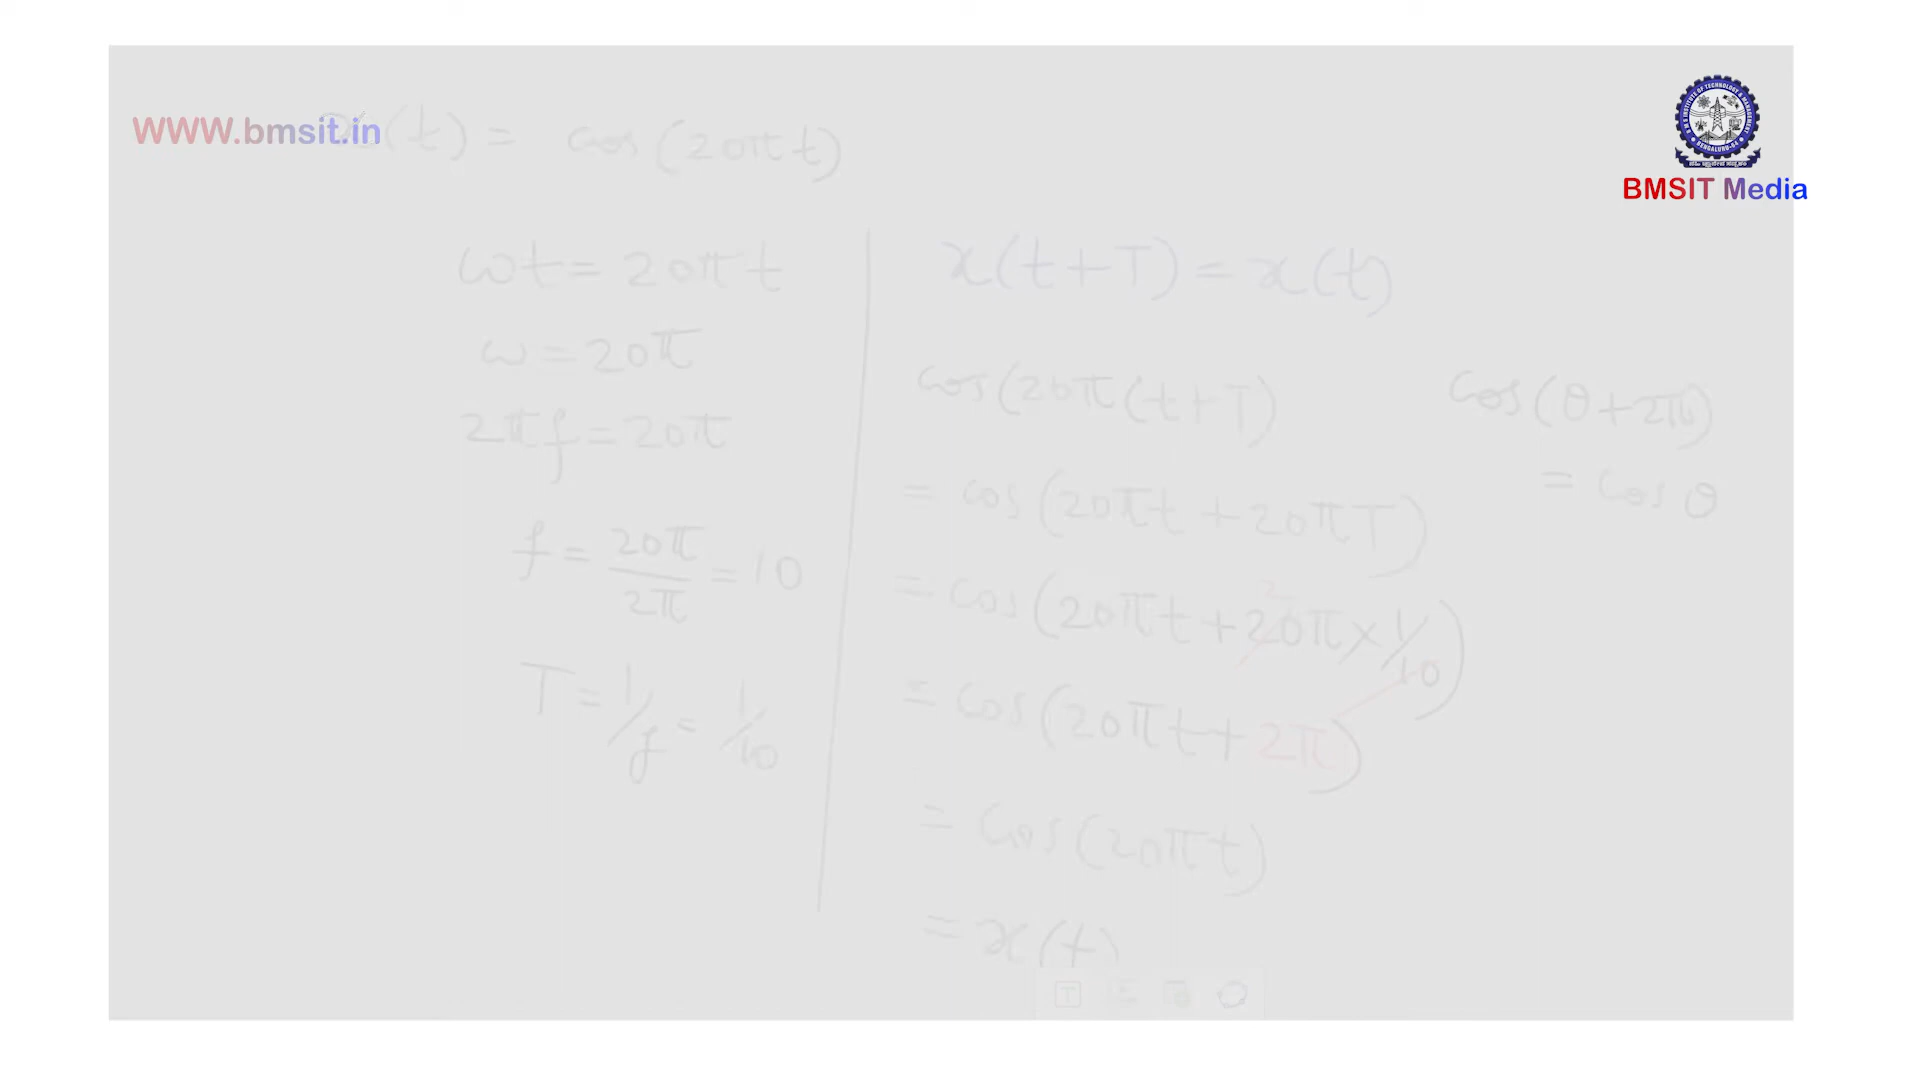 WWW.bmsit.in
x(t) = cos(20πt)
BMSIT Media
ωt = 20πt
ω = 20π
2πf = 20π
f = 20π/2π = 10
T = 1/f = 1/10
x(t+T) = x(t)
cos(20π(t+T)
= cos(20πt + 20πT)
= cos(20πt + 20π × 1/10)
2
= cos(20πt + 2π)
= cos(20πt)
= x(t)
cos(θ+2π)
= cos θ